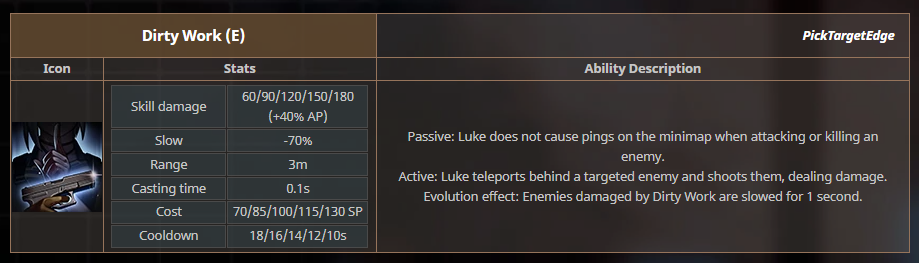 Dirty Work (E)
PickTargetEdge
Icon
Stats
Ability Description
Skill damage
60/90/120/150/180
(+40% AP)
Slow
-70%
Range
3m
Casting time
0.1s
Cost
70/85/100/115/130 SP
Cooldown
18/16/14/12/10s
Passive: Luke does not cause pings on the minimap when attacking or killing an
enemy.
Active: Luke teleports behind a targeted enemy and shoots them, dealing damage.
Evolution effect: Enemies damaged by Dirty Work are slowed for 1 second.